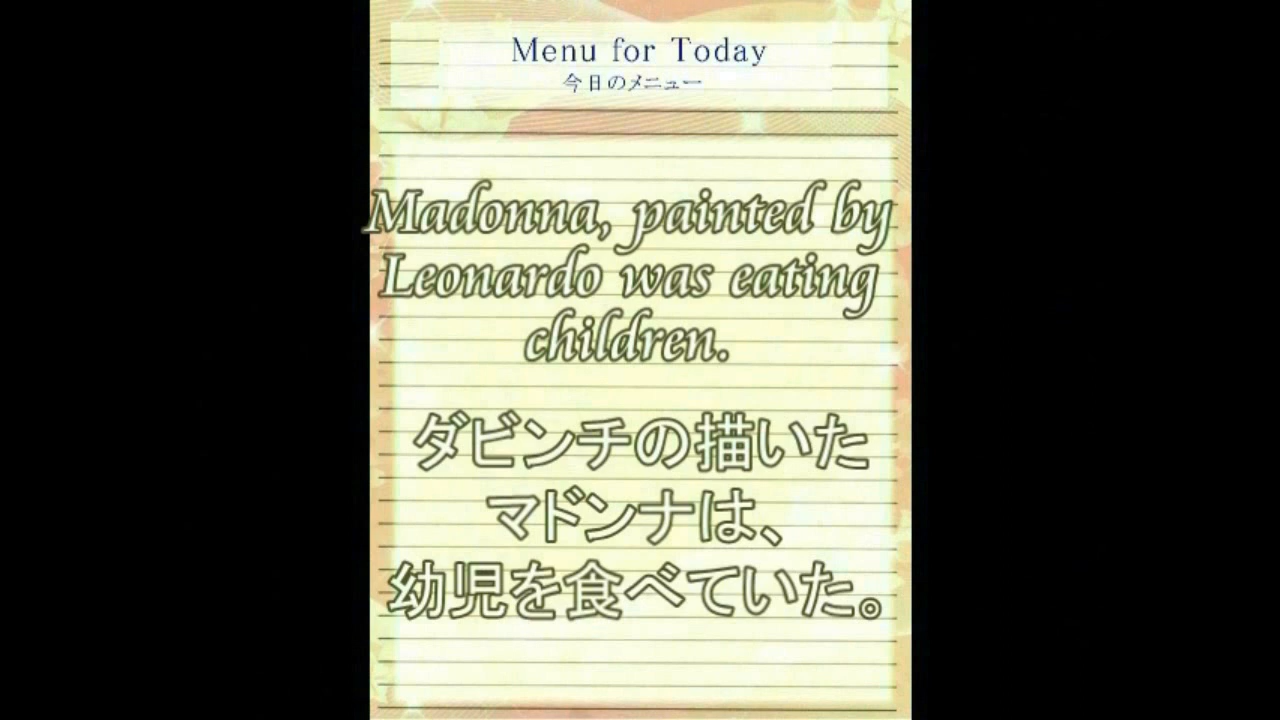 Menu for Today
今日のメニュー
Madonna, painted by
Leonardo was eating
children.
ダビンチの描いた
マドンナは、
幼児を食べていた。